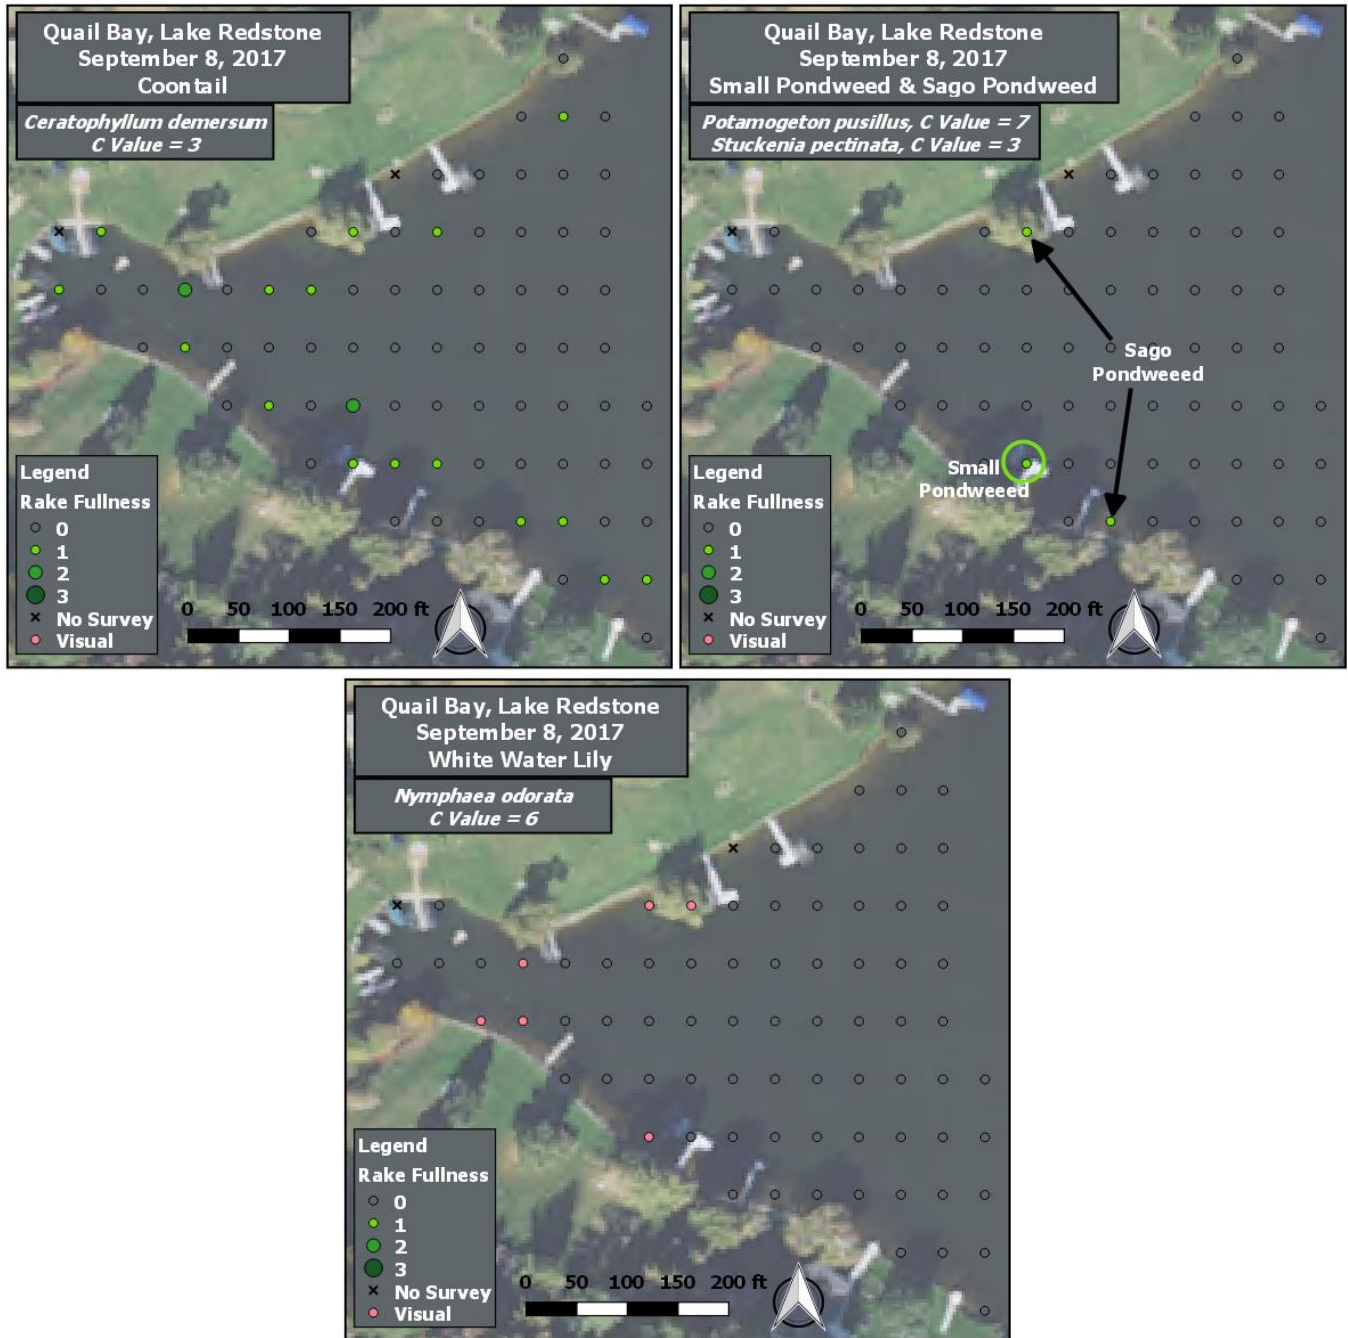 Quail Bay, Lake Redstone
September 8, 2017
Coontail
Ceratophyllum demersum
C Value = 3
Legend
Rake Fullness
0
1
2
3
No Survey
Visual
0 50 100 150 200 ft
Quail Bay, Lake Redstone
September 8, 2017
Small Pondweed & Sago Pondweed
Potamogeton pusillus, C Value = 7
Stuckenia pectinata, C Value = 3
Sago
Pondweeed
Small
Pondweeed
Legend
Rake Fullness
0
1
2
3
No Survey
Visual
0 50 100 150 200 ft
Quail Bay, Lake Redstone
September 8, 2017
White Water Lily
Nymphaea odorata
C Value = 6
Legend
Rake Fullness
0
1
2
3
No Survey
Visual
0 50 100 150 200 ft